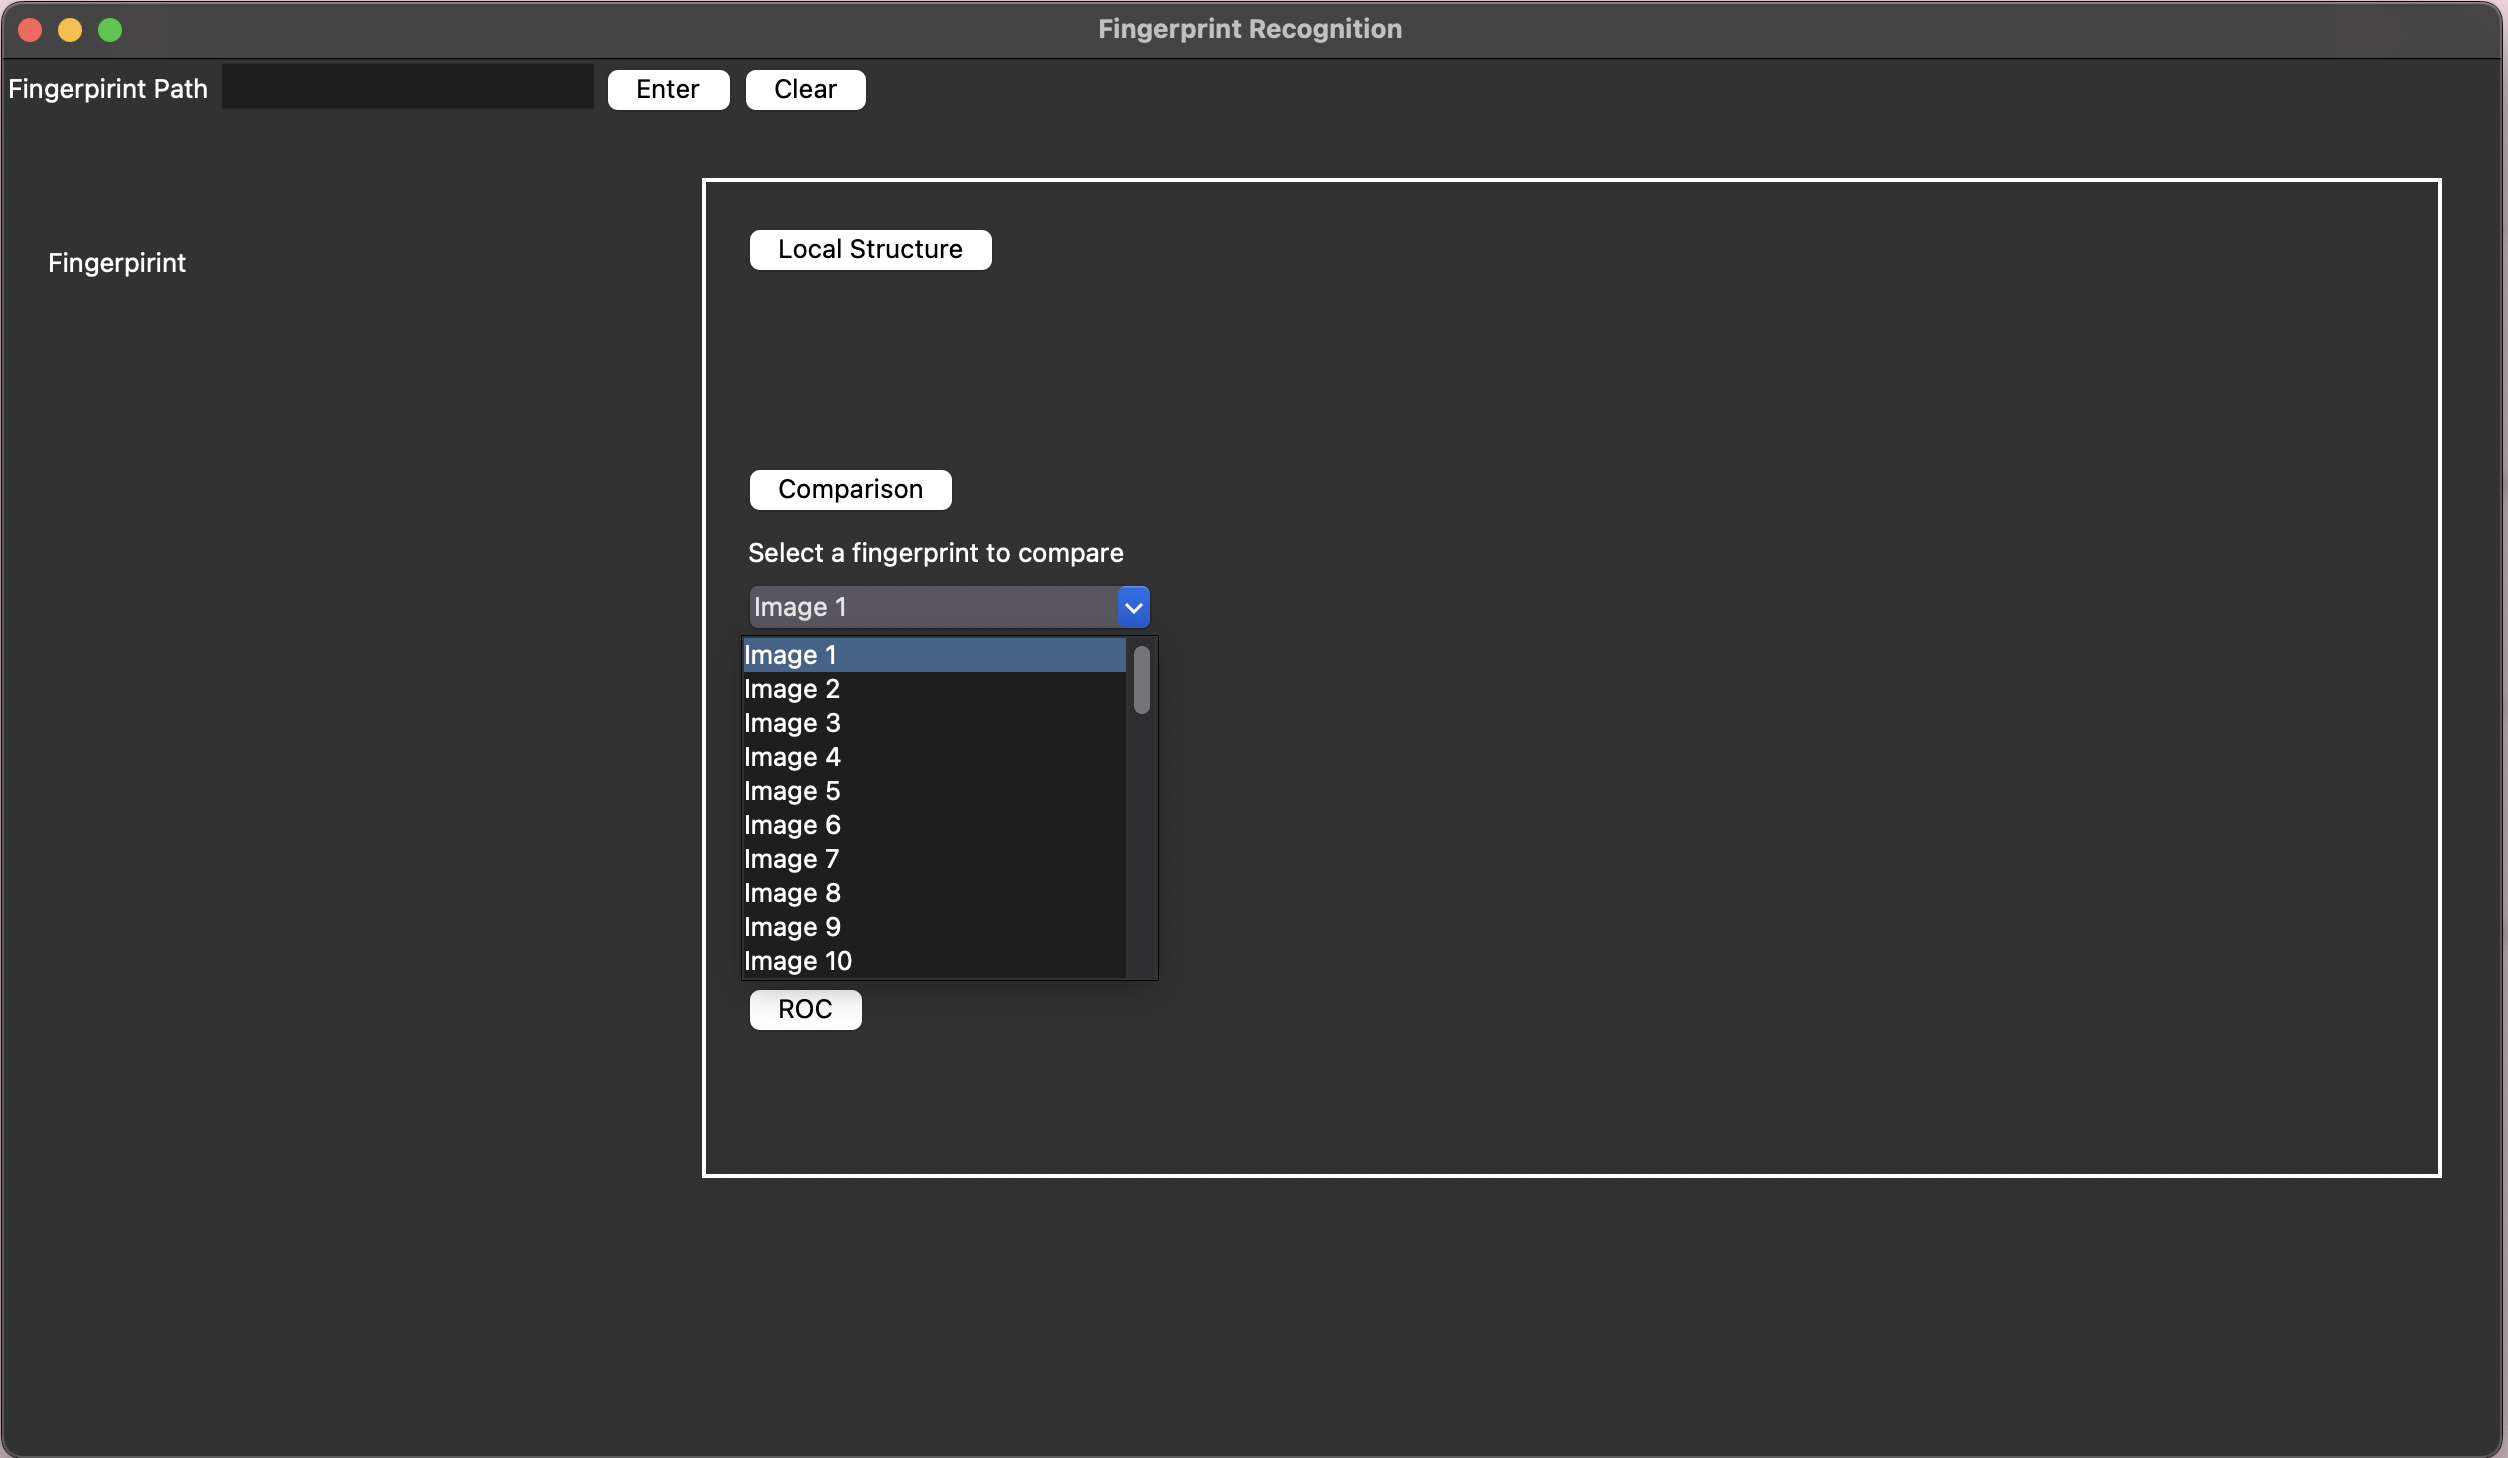 Fingerprint Recognition
Fingerpirint Path Enter Clear
Fingerpirint
Local Structure
Comparison
Select a fingerprint to compare
Image 1
Image 1
Image 2
Image 3
Image 4
Image 5
Image 6
Image 7
Image 8
Image 9
Image 10
ROC